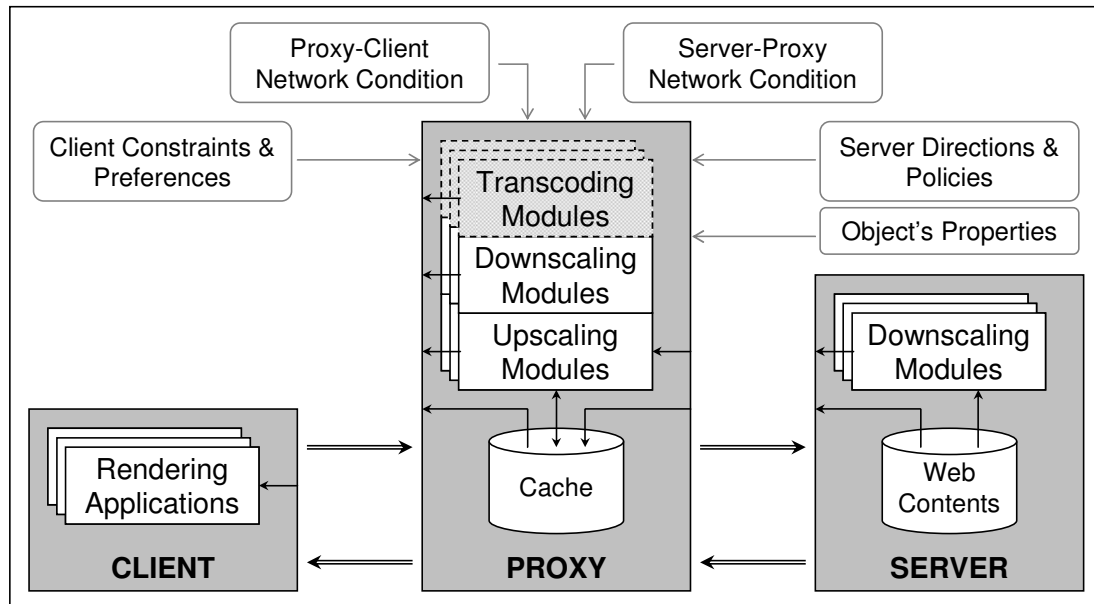 Proxy-Client
Network Condition
Server-Proxy
Network Condition
Client Constraints &
Preferences
Server Directions &
Policies
Object's Properties
Transcoding
Modules
Downscaling
Modules
Upscaling
Modules
Downscaling
Modules
Rendering
Applications
Cache
Web
Contents
CLIENT
PROXY
SERVER